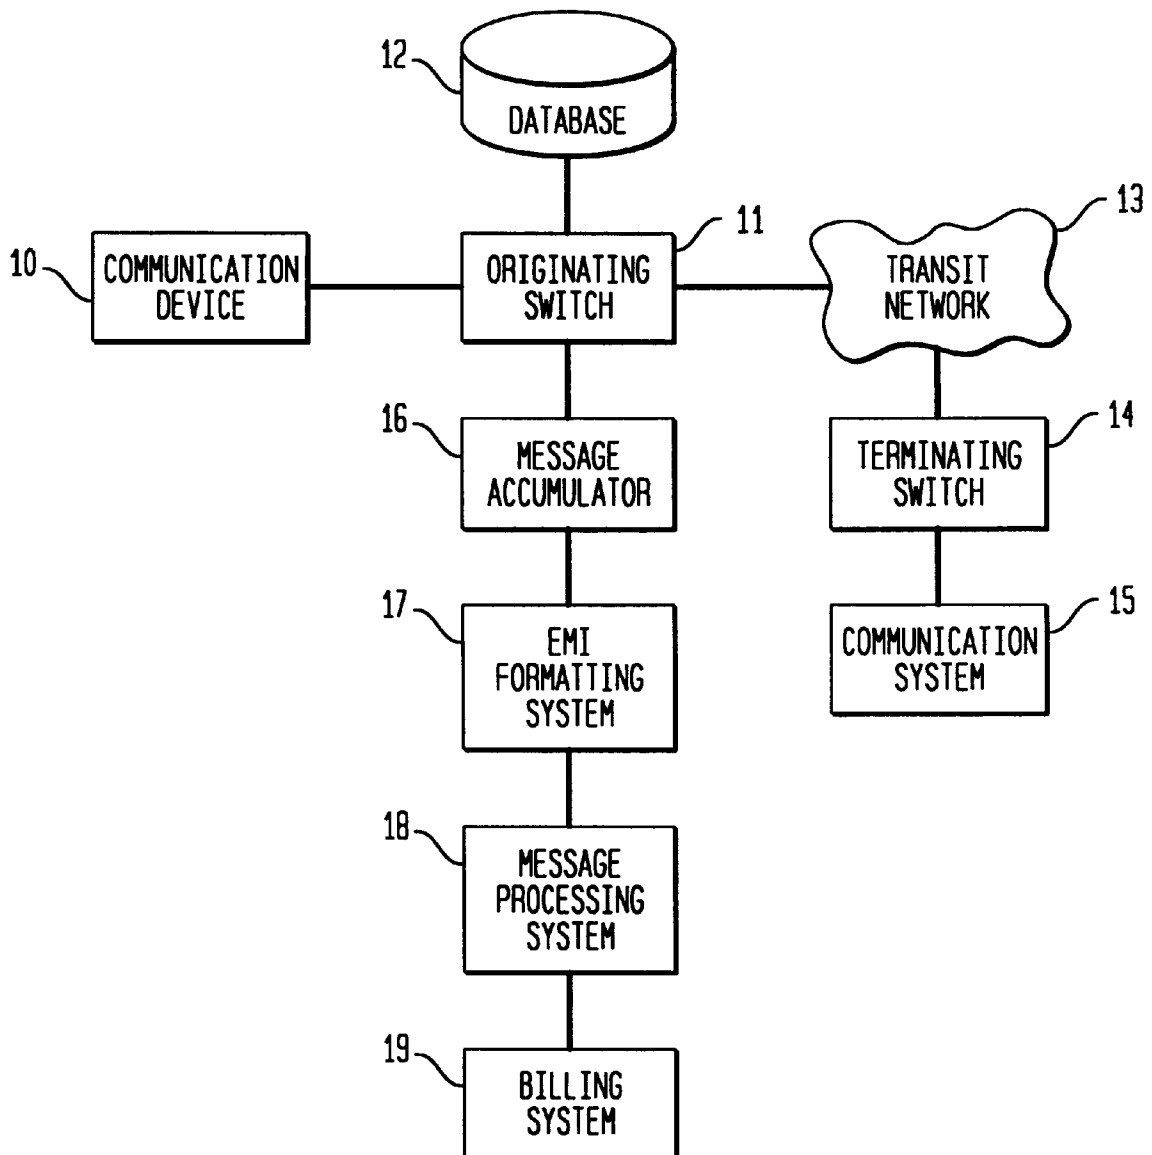 12
DATABASE
10
COMMUNICATION
DEVICE
11
ORIGINATING
SWITCH
13
TRANSIT
NETWORK
16
MESSAGE
ACCUMULATOR
14
TERMINATING
SWITCH
17
EMI
FORMATTING
SYSTEM
15
COMMUNICATION
SYSTEM
18
MESSAGE
PROCESSING
SYSTEM
19
BILLING
SYSTEM